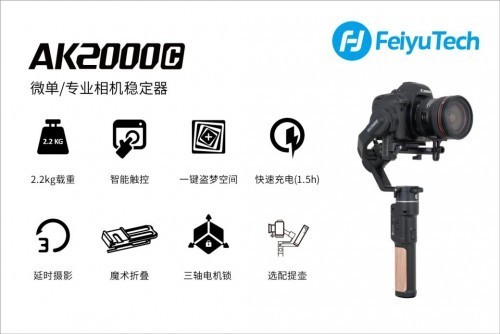 AK2000C
FeiyuTech
微单/专业相机稳定器
2.2 KG
2.2kg载重
智能触控
一键盗梦空间
快速充电(1.5h)
3
延时摄影
魔术折叠
三轴电机锁
选配提壶